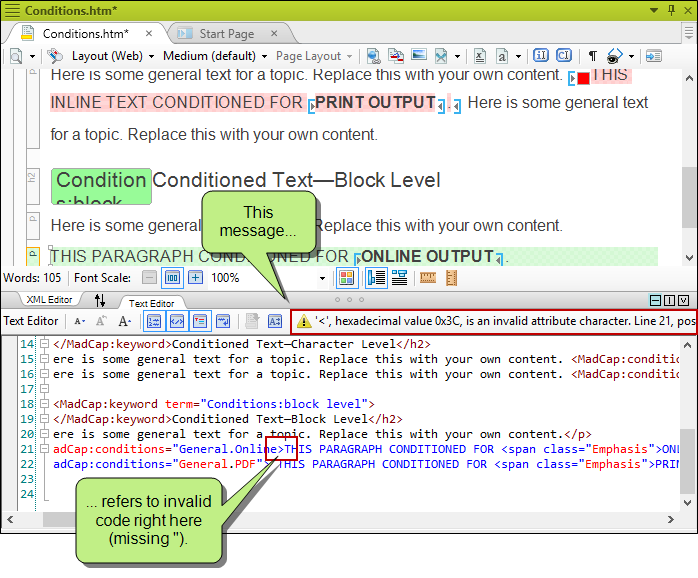 Conditions.htm*
Conditions.htm* Start Page
Layout (Web) Medium (default) Page Layout
Here is some general text for a topic. Replace this with your own content. THIS
INLINE TEXT CONDITIONED FOR PRINT OUTPUT . Here is some general text
for a topic. Replace this with your own content.
h2
Condition
s:block
Conditioned Text—Block Level
p
Here is some general Replace this with your own content.
p
THIS PARAGRAPH CONDITIONED FOR ONLINE OUTPUT .
This
message...
Words: 105 Font Scale: 100%
XML Editor Text Editor
Text Editor
'<', hexadecimal value 0x3C, is an invalid attribute character. Line 21, pos
14 </MadCap:keyword>Conditioned Text—Character Level</h2>
15 ere is some general text for a topic. Replace this with your own content. <MadCap:conditio
16 ere is some general text for a topic. Replace this with your own content. <MadCap:conditio
17
18 <MadCap:keyword term="Conditions:block level">
19 </MadCap:keyword>Conditioned Text—Block Level</h2>
20 ere is some general text for a topic. Replace this with your own content.</p>
21 adCap:conditions="General.Online>THIS PARAGRAPH CONDITIONED FOR <span class="Emphasis">ONL
22 adCap:conditions="General.PDF"> THIS PARAGRAPH CONDITIONED FOR <span class="Emphasis">PRIN
23
24
... refers to invalid
code right here
(missing ").